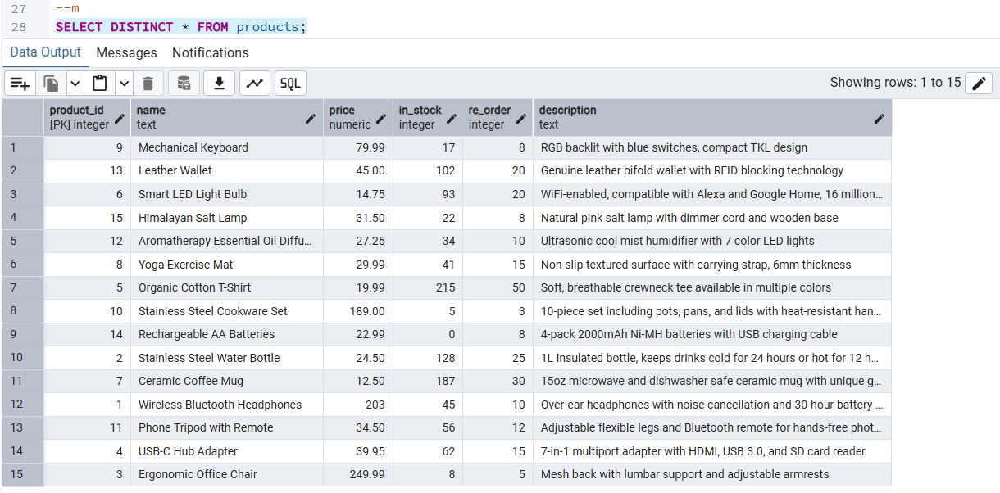 27 --m
28 SELECT DISTINCT * FROM products;
Data Output Messages Notifications
SQL Showing rows: 1 to 15
product_id name price in_stock re_order description
[PK] integer text numeric integer integer text
1 9 Mechanical Keyboard 79.99 17 8 RGB backlit with blue switches, compact TKL design
2 13 Leather Wallet 45.00 102 20 Genuine leather bifold wallet with RFID blocking technology
3 6 Smart LED Light Bulb 14.75 93 20 WiFi-enabled, compatible with Alexa and Google Home, 16 million...
4 15 Himalayan Salt Lamp 31.50 22 8 Natural pink salt lamp with dimmer cord and wooden base
5 12 Aromatherapy Essential Oil Diffu... 27.25 34 10 Ultrasonic cool mist humidifier with 7 color LED lights
6 8 Yoga Exercise Mat 29.99 41 15 Non-slip textured surface with carrying strap, 6mm thickness
7 5 Organic Cotton T-Shirt 19.99 215 50 Soft, breathable crewneck tee available in multiple colors
8 10 Stainless Steel Cookware Set 189.00 5 3 10-piece set including pots, pans, and lids with heat-resistant han...
9 14 Rechargeable AA Batteries 22.99 0 8 4-pack 2000mAh Ni-MH batteries with USB charging cable
10 2 Stainless Steel Water Bottle 24.50 128 25 1L insulated bottle, keeps drinks cold for 24 hours or hot for 12 h...
11 7 Ceramic Coffee Mug 12.50 187 30 15oz microwave and dishwasher safe ceramic mug with unique g...
12 1 Wireless Bluetooth Headphones 203 45 10 Over-ear headphones with noise cancellation and 30-hour battery ...
13 11 Phone Tripod with Remote 34.50 56 12 Adjustable flexible legs and Bluetooth remote for hands-free phot...
14 4 USB-C Hub Adapter 39.95 62 15 7-in-1 multiport adapter with HDMI, USB 3.0, and SD card reader
15 3 Ergonomic Office Chair 249.99 8 5 Mesh back with lumbar support and adjustable armrests